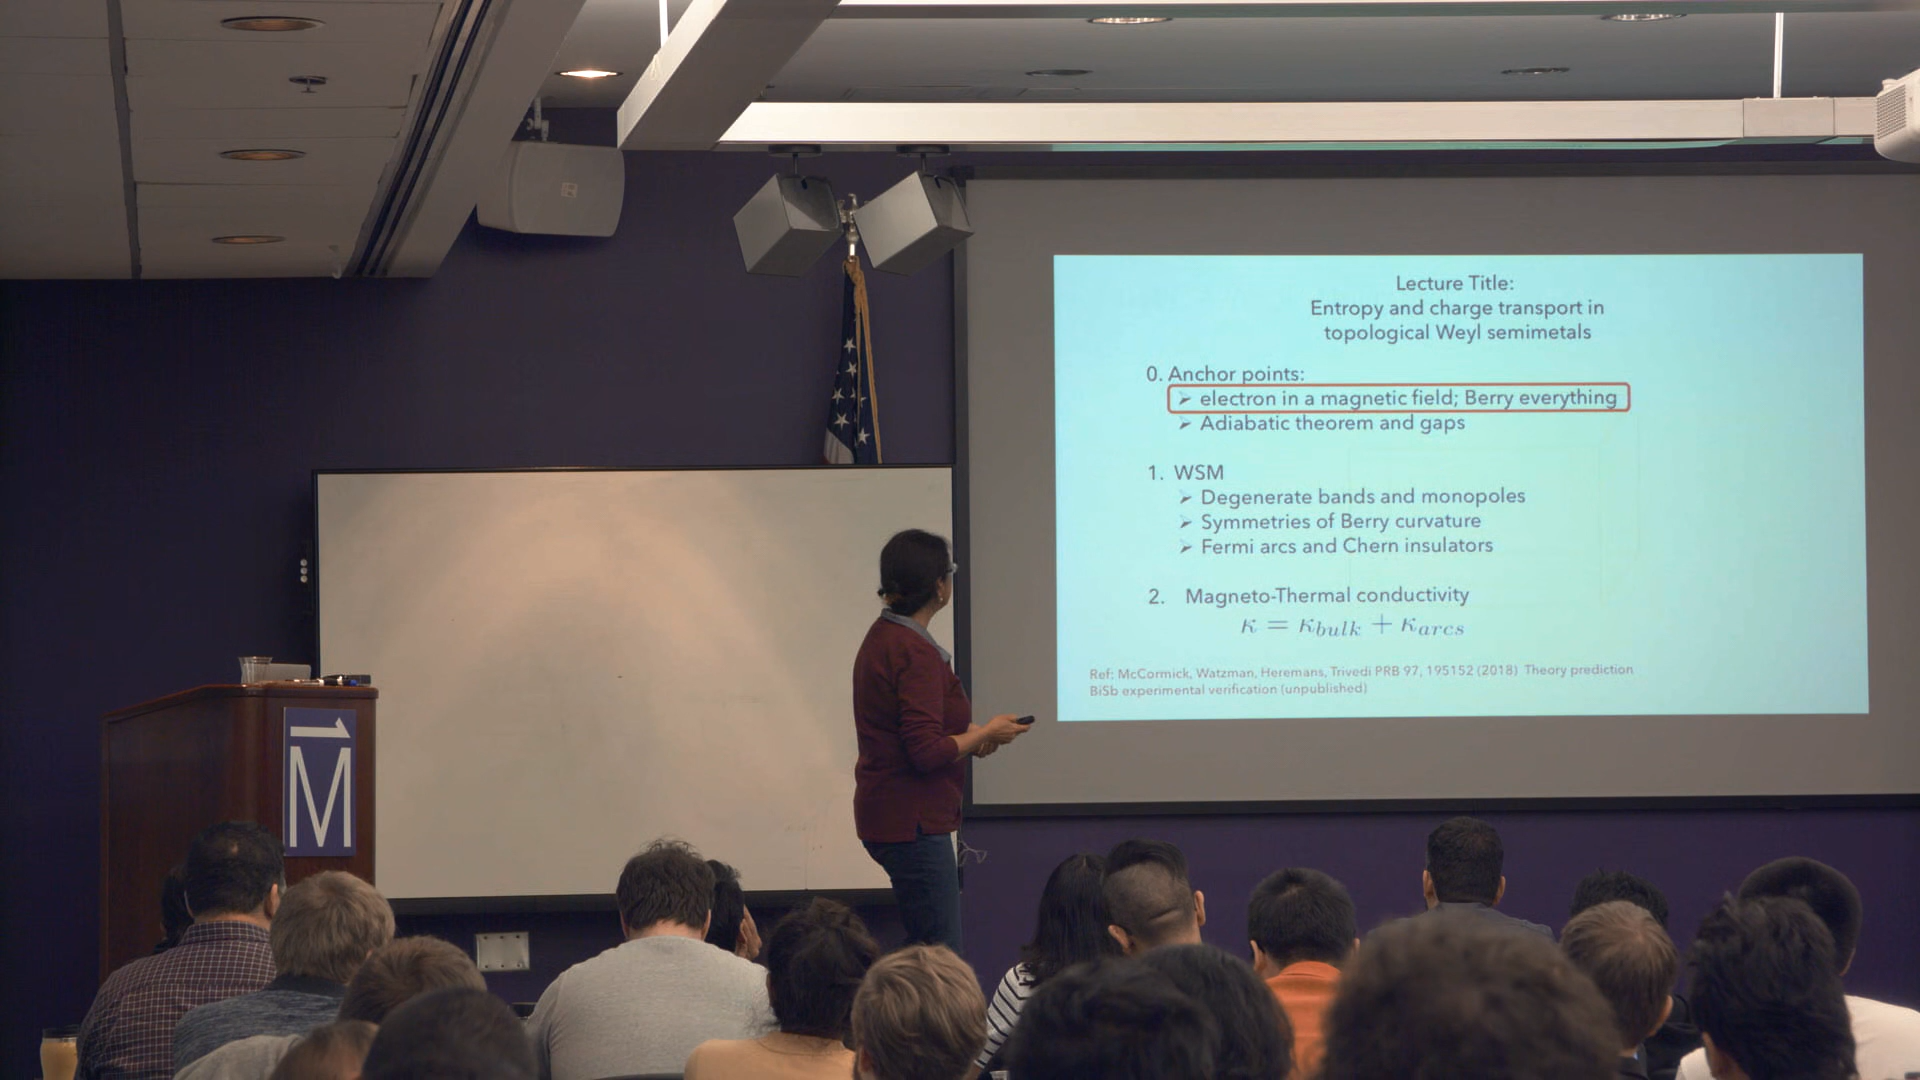 Lecture Title:
Entropy and charge transport in
topological Weyl semimetals
0. Anchor points:
➢ electron in a magnetic field; Berry everything
➢ Adiabatic theorem and gaps
1. WSM
➢ Degenerate bands and monopoles
➢ Symmetries of Berry curvature
➢ Fermi arcs and Chern insulators
2. Magneto-Thermal conductivity
κ = κ_bulk + κ_arcs
Ref: McCormick, Watzman, Heremans, Trivedi PRB 97, 195152 (2018) Theory prediction
BiSb experimental verification (unpublished)
M